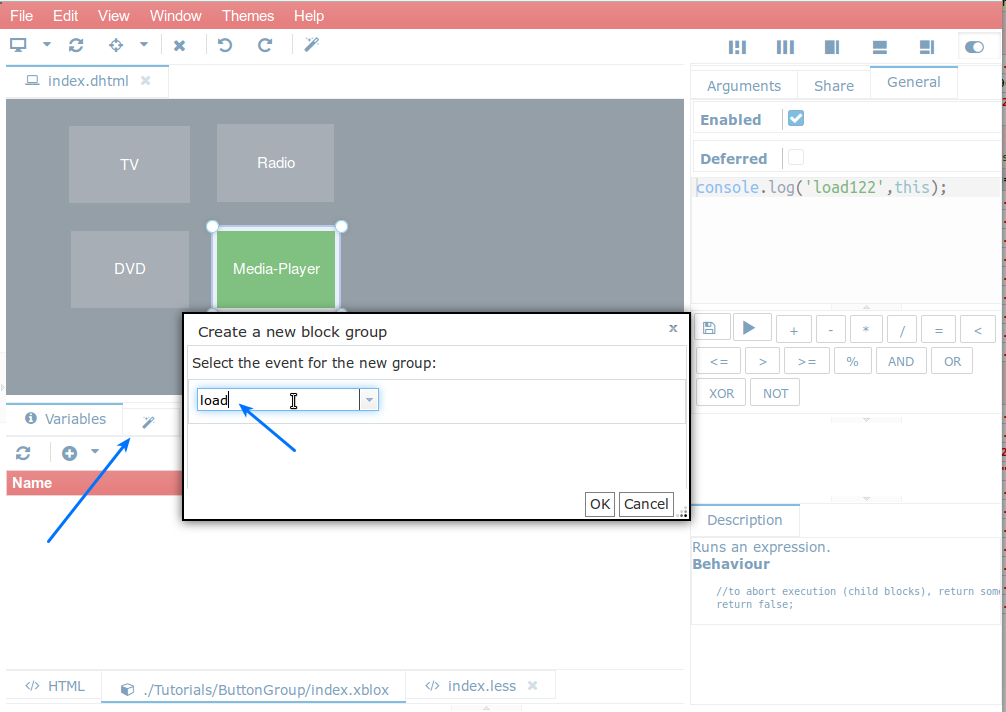 File Edit View Window Themes Help
index.dhtml
Arguments Share General
Enabled
Deferred
console.log('load122',this);
TV Radio
DVD Media-Player
Create a new block group x
Select the event for the new group:
load
OK Cancel
Variables
Name
+ - * / = <
<= > >= % AND OR
XOR NOT
Description
Runs an expression.
Behaviour
//to abort execution (child blocks), return som
return false;
</> HTML ./Tutorials/ButtonGroup/index.xblox </> index.less